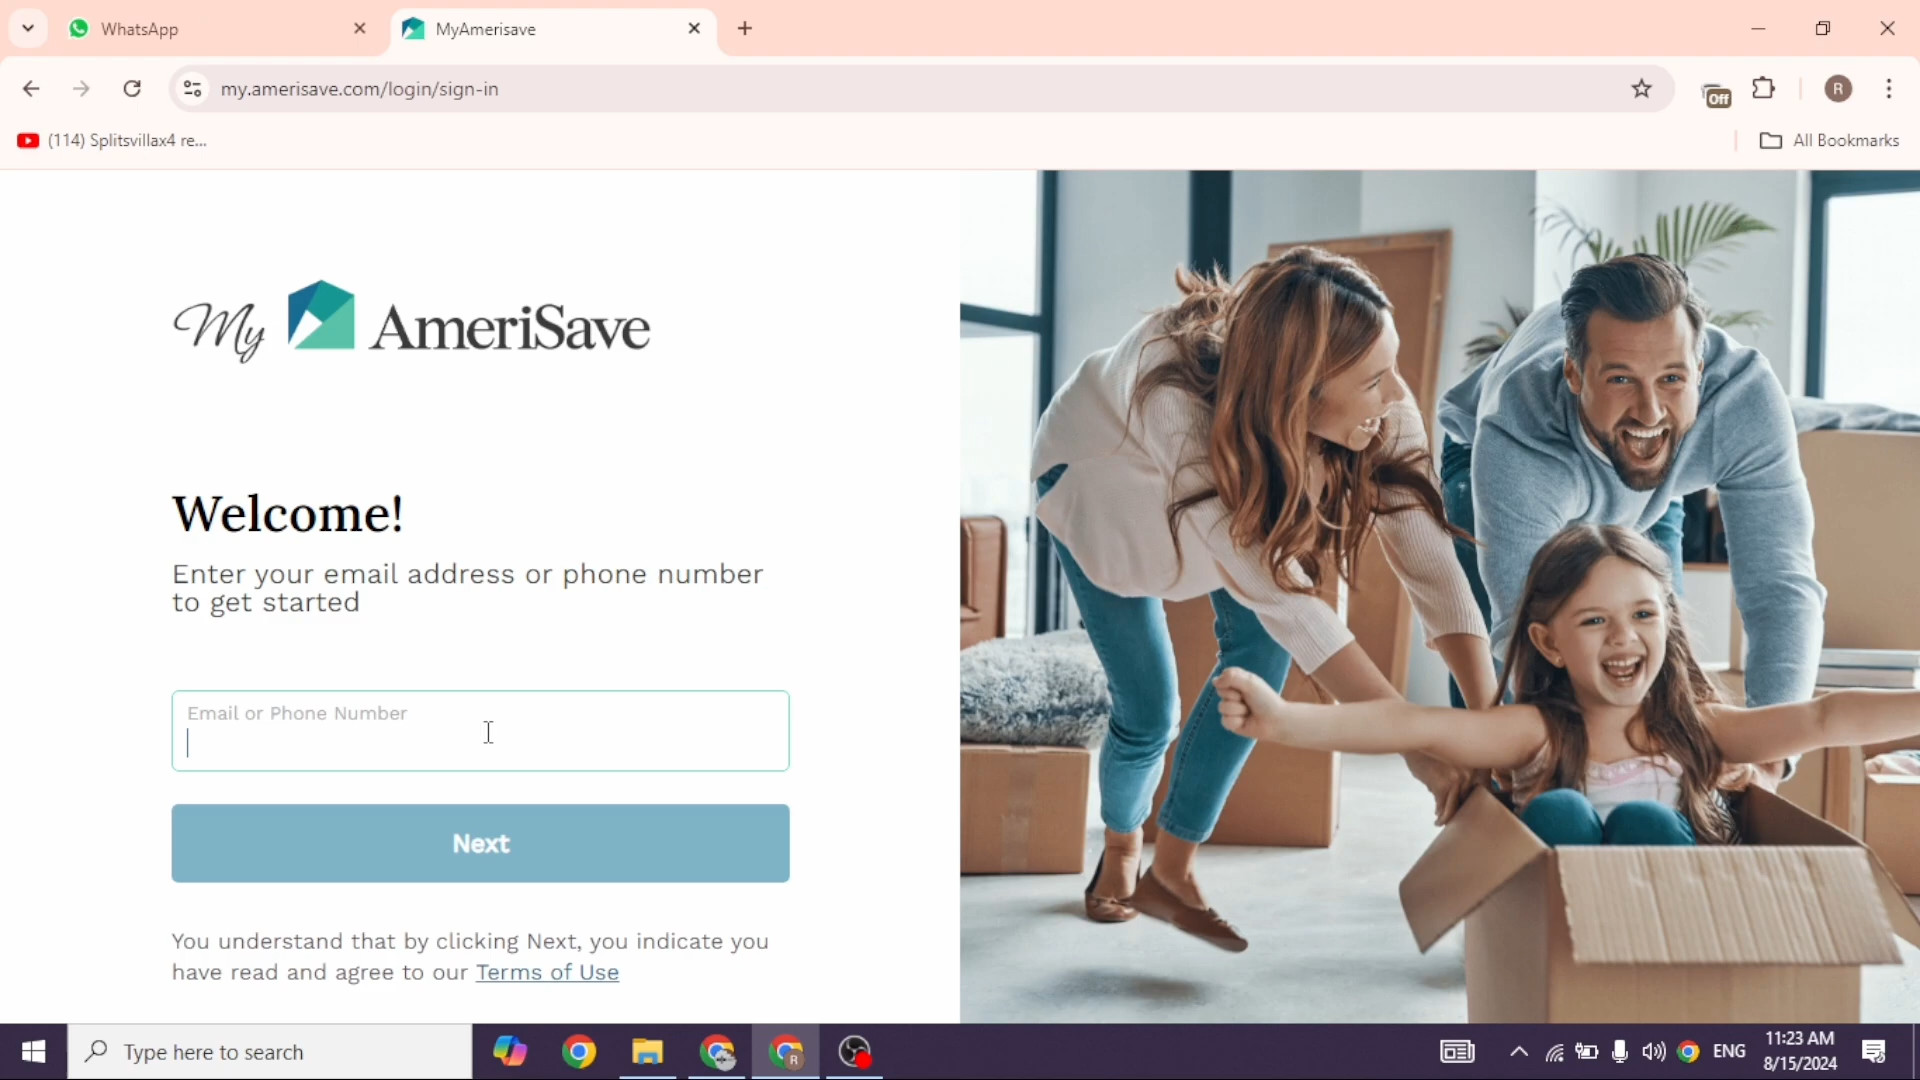 WhatsApp
MyAmerisave
my.amerisave.com/login/sign-in
Off
R
(114) Splitsvillax4 re...
All Bookmarks
My AmeriSave
Welcome!
Enter your email address or phone number
to get started
Email or Phone Number
Next
You understand that by clicking Next, you indicate you
have read and agree to our Terms of Use
Type here to search
R
ENG
11:23 AM
8/15/2024